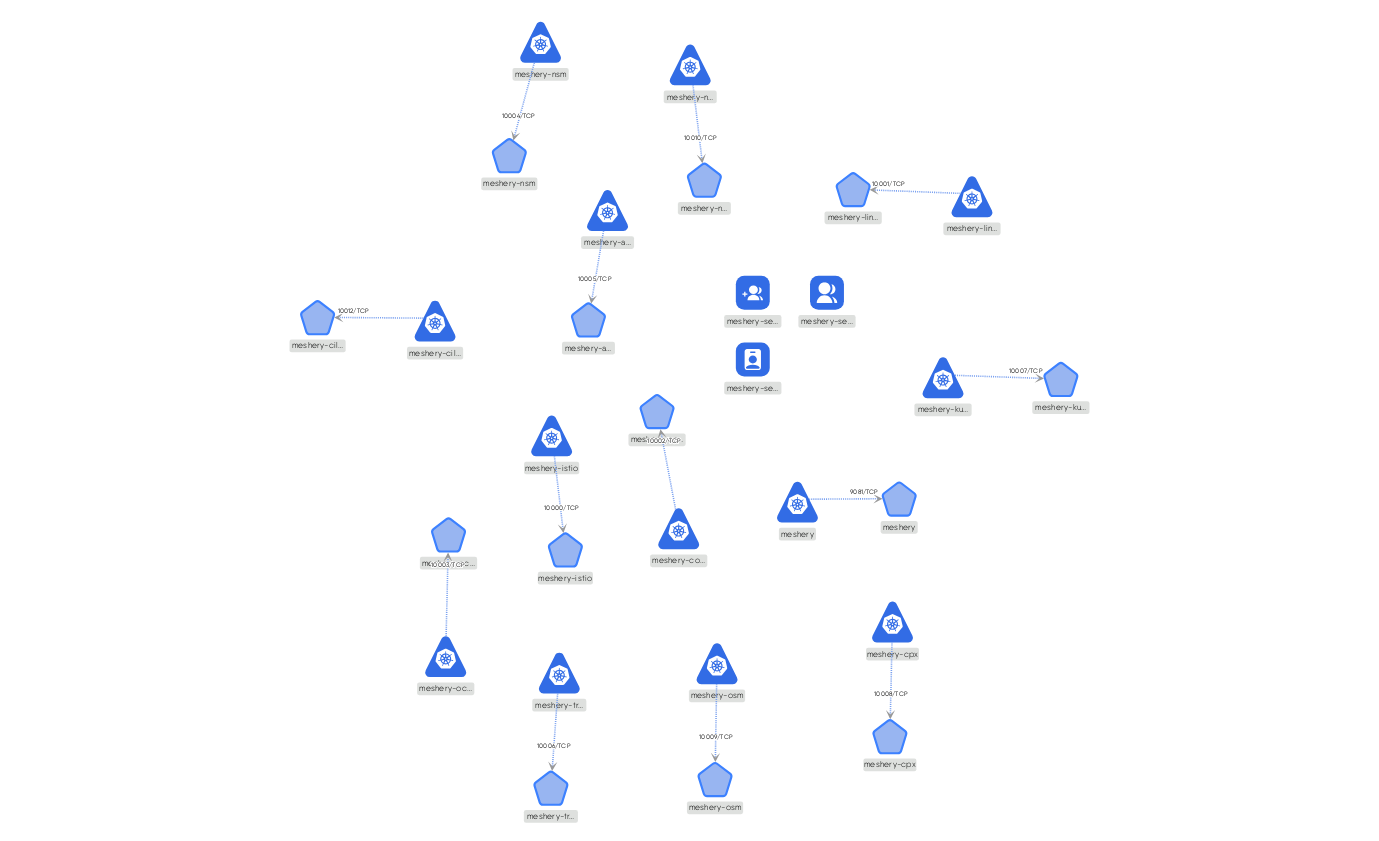 meshery-nsm
meshery-n...
10004/TCP
10010/TCP
meshery-nsm
meshery-n...
10001/TCP
meshery-lin...
meshery-lin...
meshery-a...
10005/TCP
meshery-a...
10012/TCP
meshery-cil...
meshery-cil...
meshery-se...
meshery-se...
meshery-se...
10007/TCP
meshery-ku...
meshery-ku...
10002/TCP
meshery-istio
10000/TCP
meshery-istio
meshery-co...
9081/TCP
meshery
meshery
10003/TCP
meshery-oc...
meshery-tr...
10006/TCP
meshery-tr...
meshery-osm
10009/TCP
meshery-osm
meshery-cpx
10008/TCP
meshery-cpx